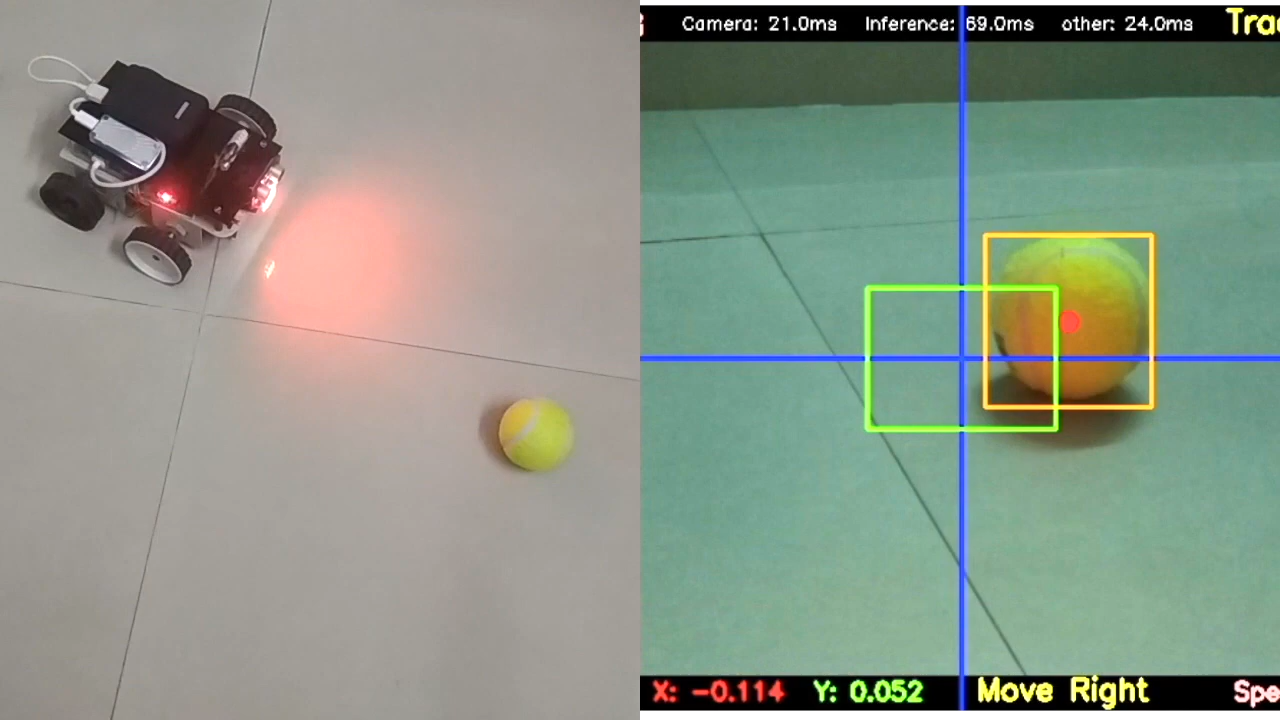 Camera: 21.0ms Inference: 69.0ms other: 24.0ms
X: -0.114 Y: 0.052 Move Right